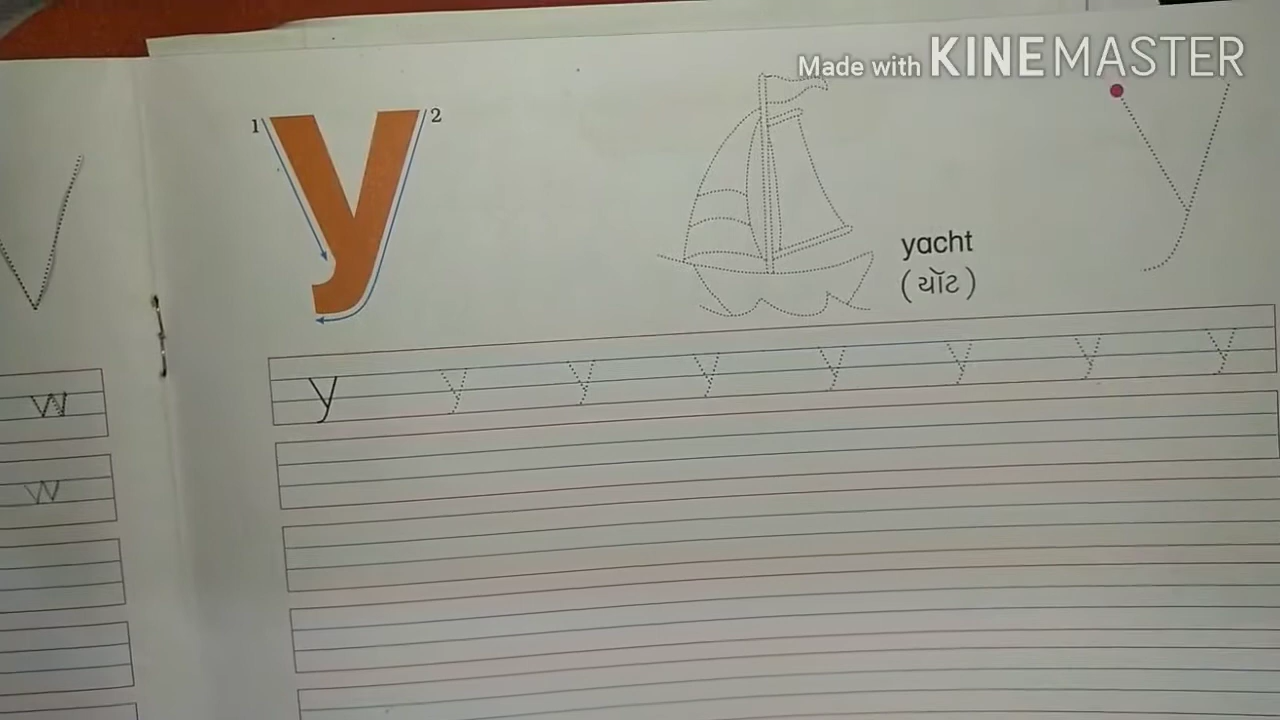 Made with KINEMASTER
1 y 2
y
yacht
(યૉટ)
y y y y y y y y
w
w